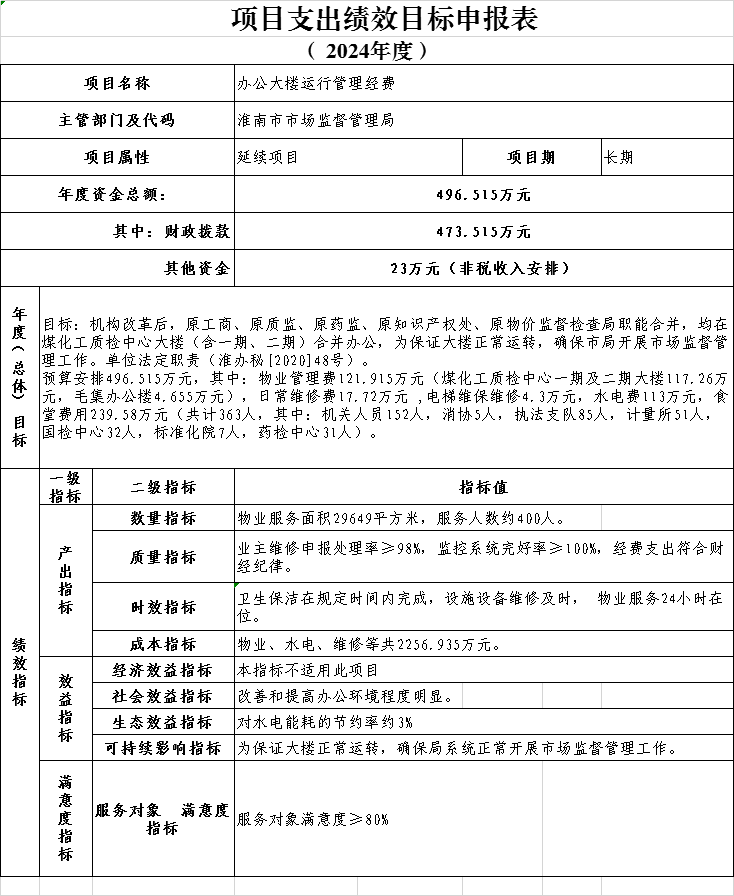 项目支出绩效目标申报表
（ 2024年度）
项目名称
办公大楼运行管理经费
主管部门及代码
淮南市市场监督管理局
项目属性
延续项目
项目期
长期
年度资金总额：
496.515万元
其中：财政拨款
473.515万元
其他资金
23万元（非税收入安排）
年度（总体）目标
目标：机构改革后，原工商、原质监、原药监、原知识产权处、原物价监督检查局职能合并，均在
煤化工质检中心大楼（含一期、二期）合并办公，为保证大楼正常运转，确保市局开展市场监督管
理工作。单位法定职责（淮办秘[2020]48号）。
预算安排496.515万元，其中：物业管理费121.915万元（煤化工质检中心一期及二期大楼117.26万
元，毛集办公楼4.655万元），日常维修费17.72万元 ,电梯维保维修4.3万元，水电费113万元，食
堂费用239.58万元（共计363人，其中：机关人员152人，消协5人，执法支队85人，计量所51人，
国检中心32人，标准化院7人，药检中心31人）。
绩效指标
一级
指标
二级指标
指标值
产出指标
数量指标
物业服务面积29649平方米，服务人数约400人。
质量指标
业主维修申报处理率≥98%，监控系统完好率≥100%，经费支出符合财
经纪律。
时效指标
卫生保洁在规定时间内完成，设施设备维修及时， 物业服务24小时在
位。
成本指标
物业、水电、维修等共2256.935万元。
效益指标
经济效益指标
本指标不适用此项目
社会效益指标
改善和提高办公环境程度明显。
生态效益指标
对水电能耗的节约率约3%
可持续影响指标
为保证大楼正常运转，确保局系统正常开展市场监督管理工作。
满意度指标
服务对象 满意度
指标
服务对象满意度≥80%